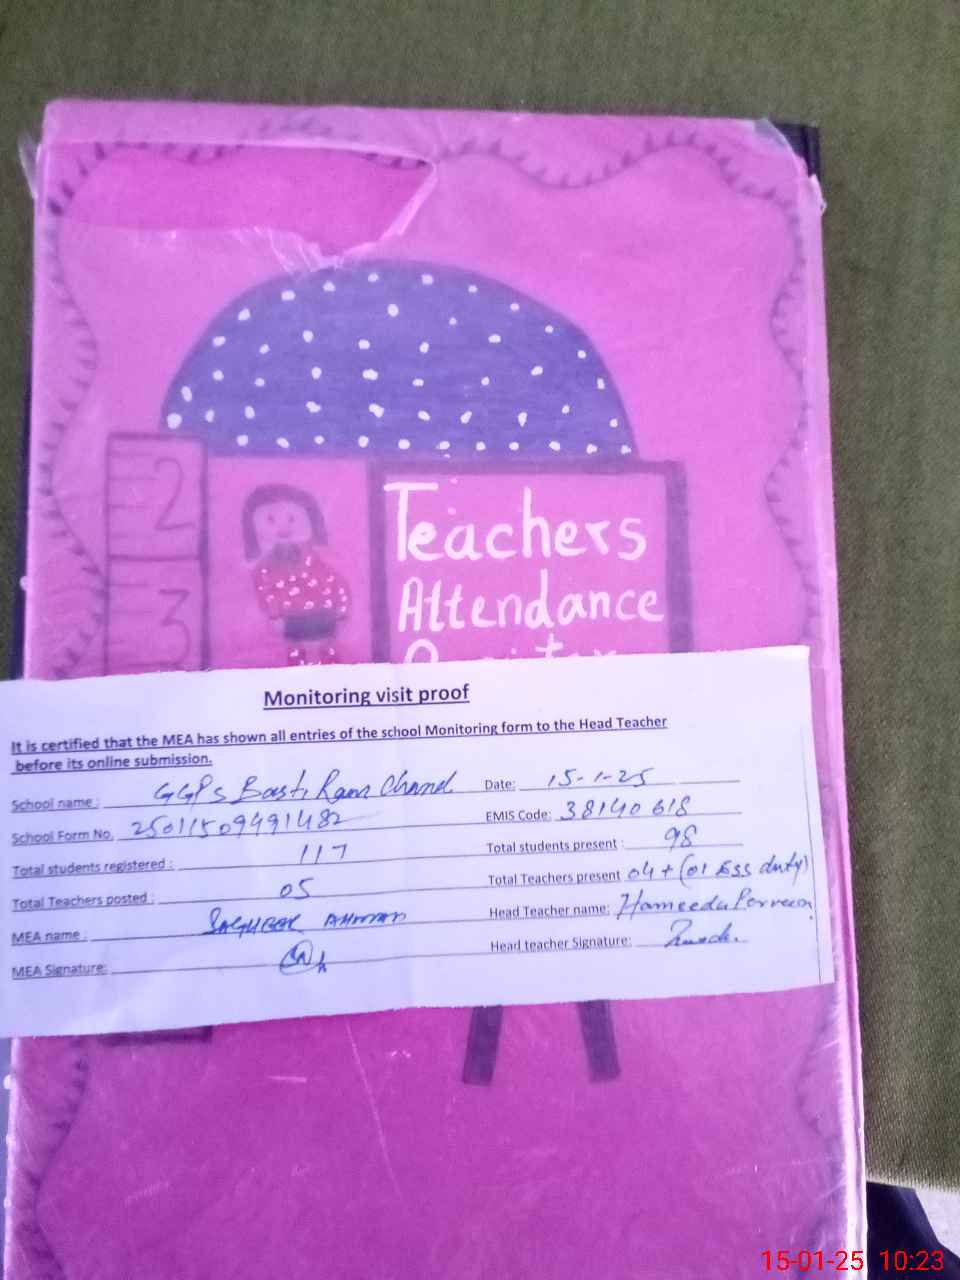 2
3
Teachers
Attendance
Monitoring visit proof
It is certified that the MEA has shown all entries of the school Monitoring form to the Head Teacher
before its online submission.
School name : GGPS Basti Ram Chand Date: 15-1-25
School Form No. 25011509491482 EMIS Code: 38140618
Total students registered : 117 Total students present : 98
Total Teachers posted : 05 Total Teachers present 04 + (01 Ess duty)
MEA name : AHMAD Head Teacher name: Hameeda Perveen
MEA Signature: Head teacher Signature:
15-01-25 10:23